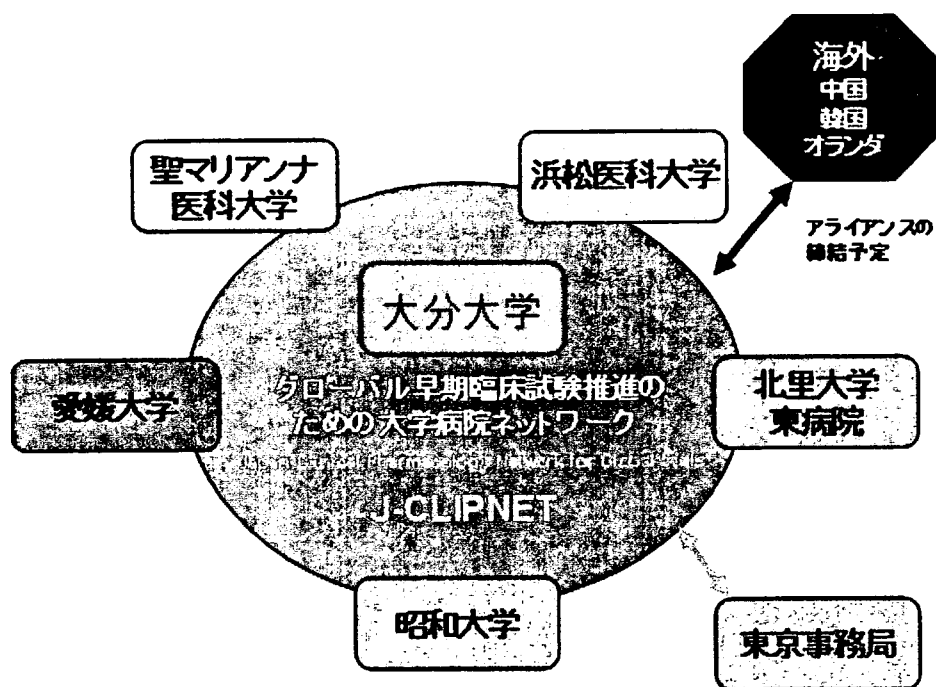 海外
中国
韓国
オランダ
聖マリアンナ
医科大学
浜松医科大学
アライアンスの
締結予定
大分大学
愛媛大学
グローバル早期臨床試験推進の
ための大学病院ネットワーク
北里大学
東病院
Network for Global
J-CLIPNET
昭和大学
東京事務局